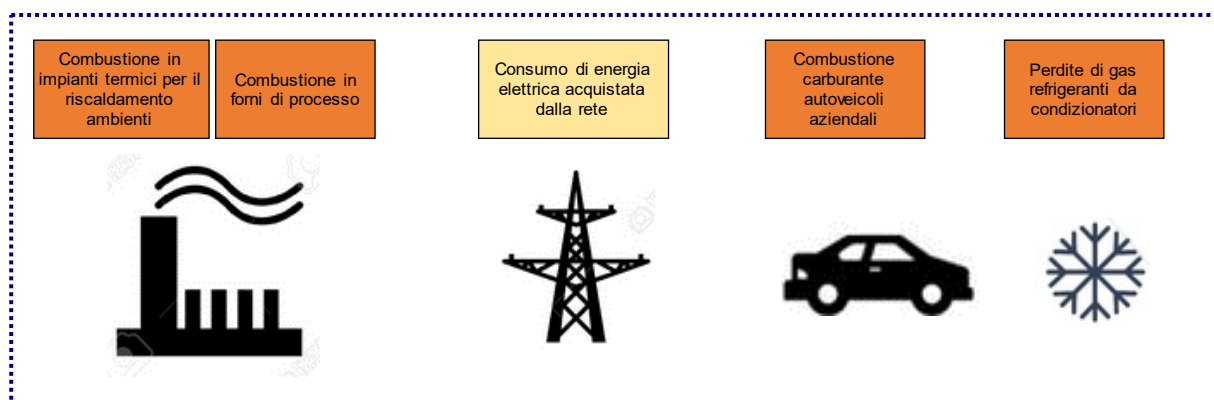 Combustione in
impianti termici per il
riscaldamento
ambienti
Combustione in
forni di processo
Consumo di energia
elettrica acquistata
dalla rete
Combustione
carburante
autoveicoli
aziendali
Perdite di gas
refrigeranti da
condizionatori